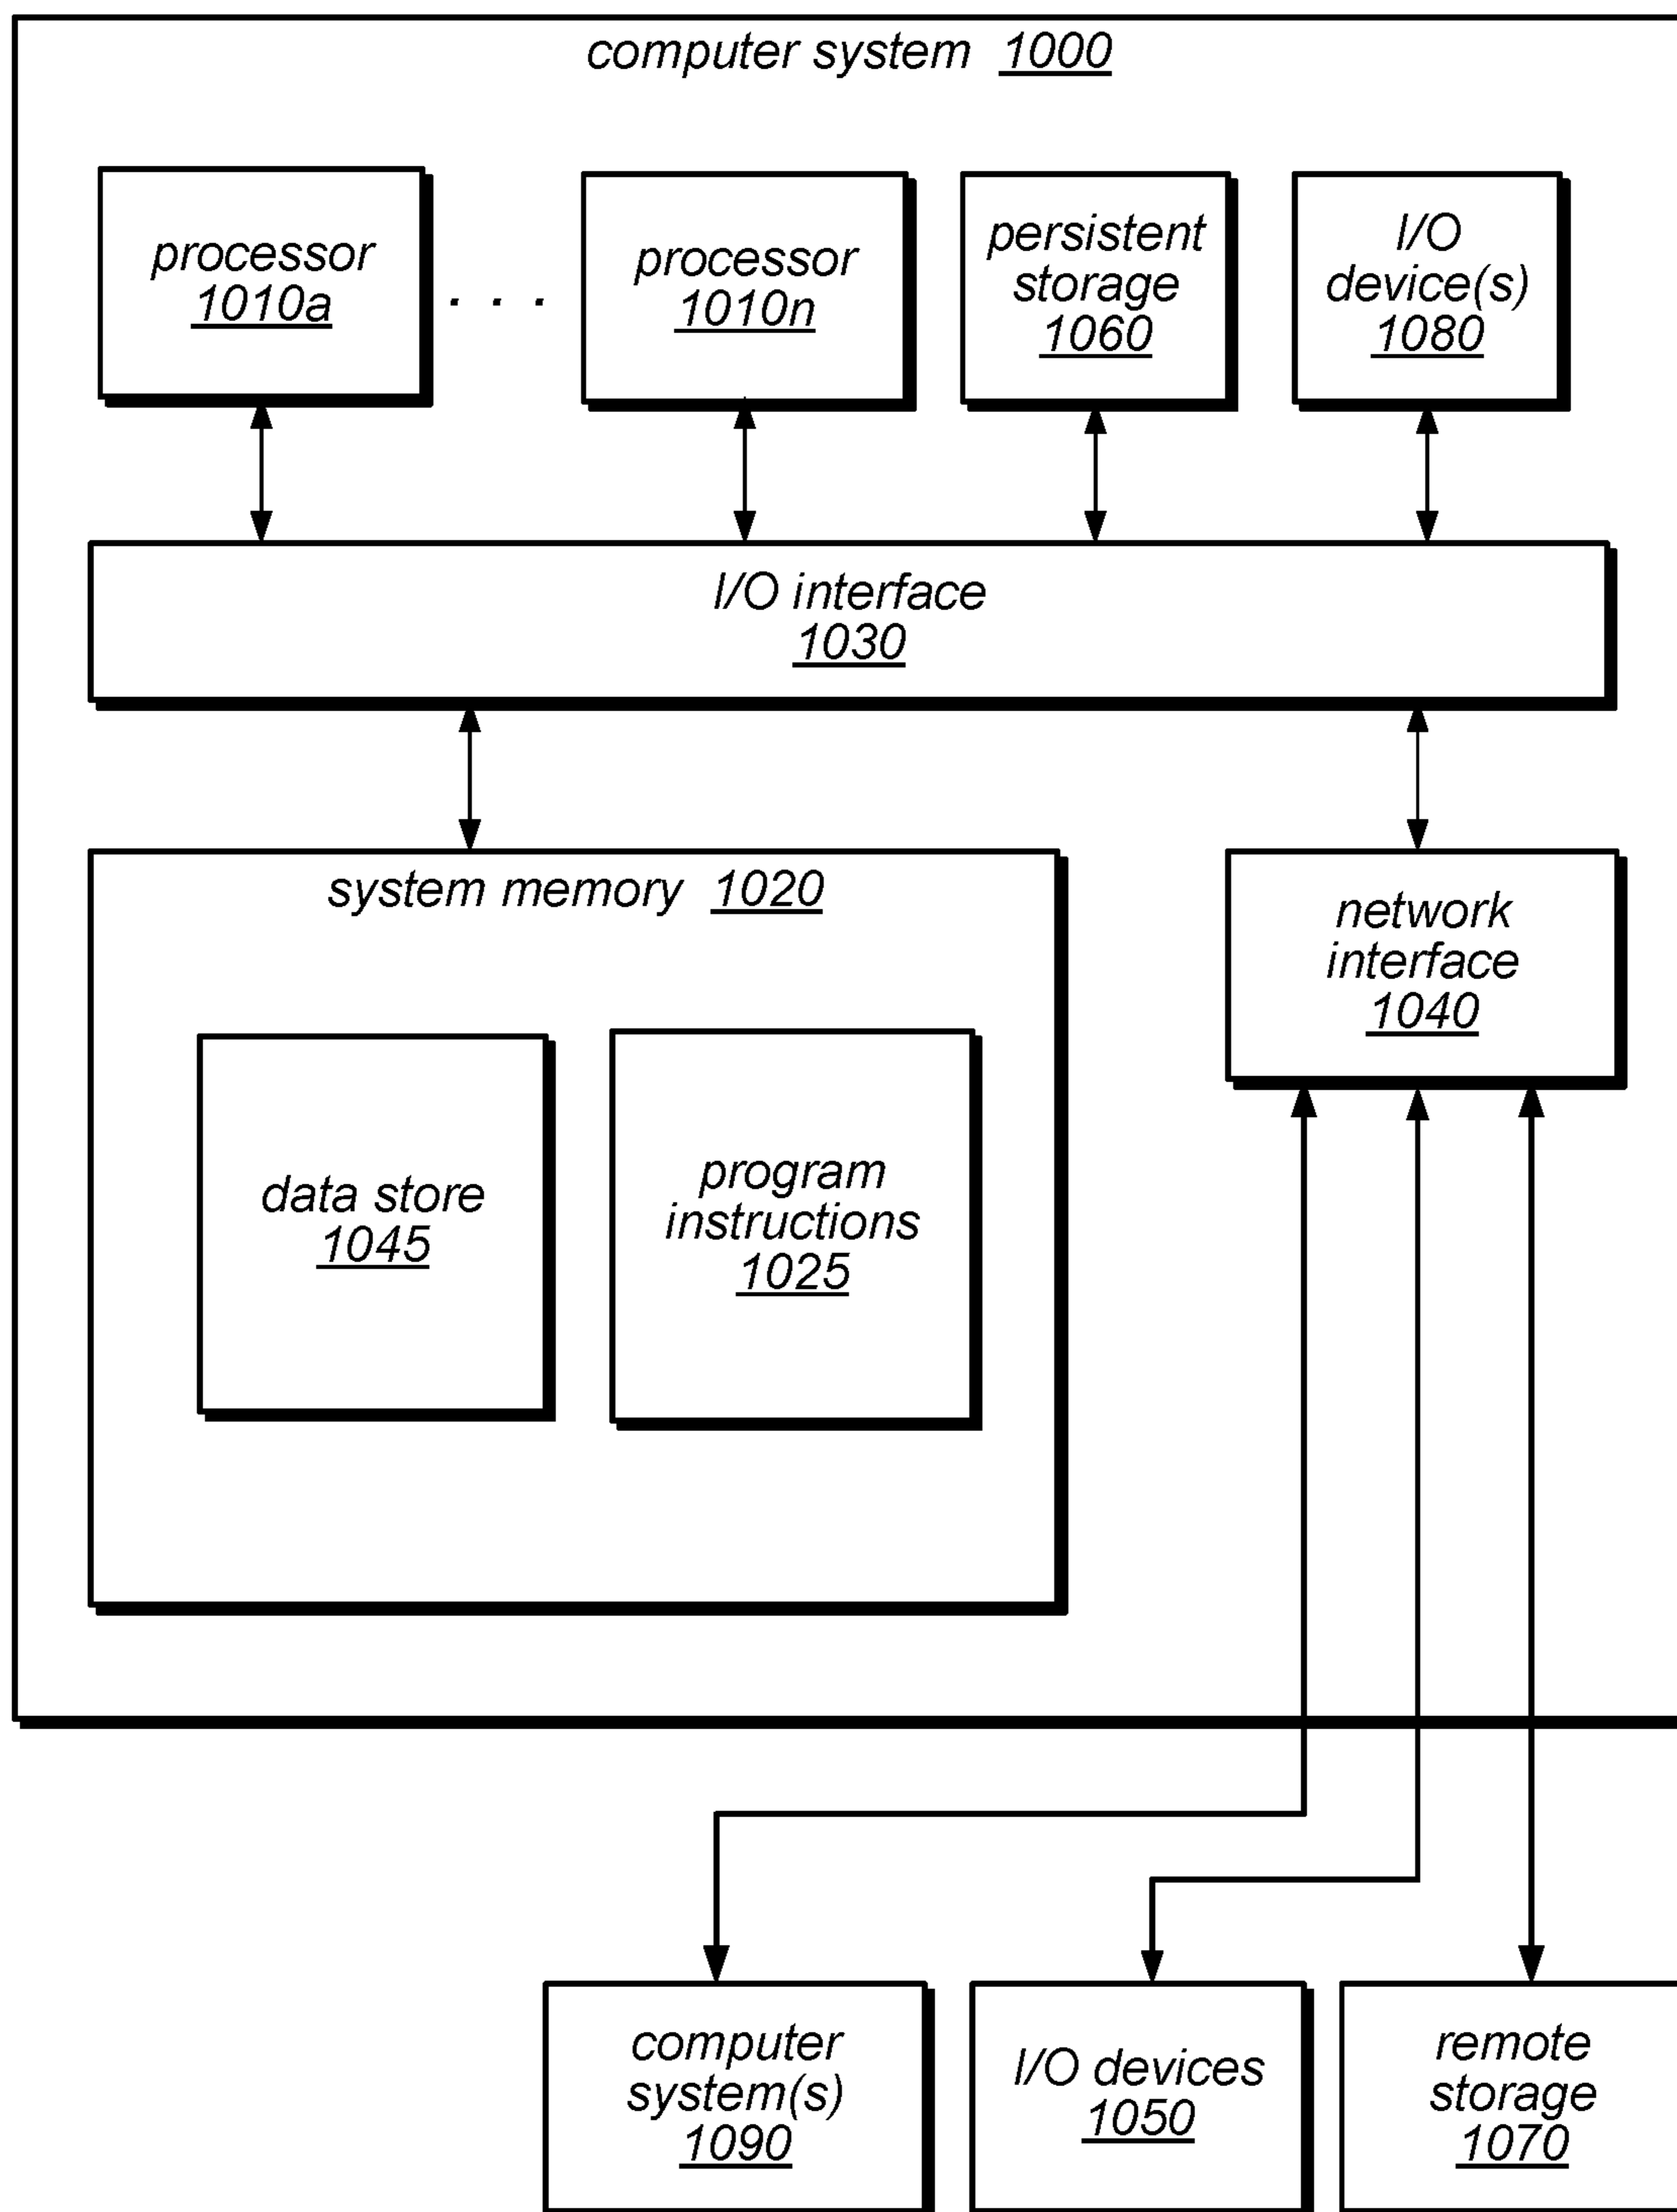 computer system 1000
processor
1010a
. . .
processor
1010n
persistent
storage
1060
I/O
device(s)
1080
I/O interface
1030
system memory 1020
network
interface
1040
data store
1045
program
instructions
1025
computer
system(s)
1090
I/O devices
1050
remote
storage
1070